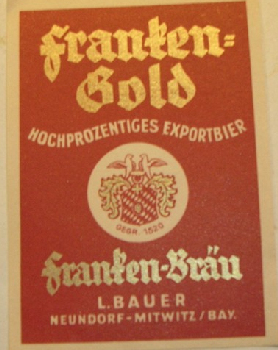 Franken-
Gold
HOCHPROZENTIGES EXPORTBIER
GEGR. 1520
Franken-Bräu
L. BAUER
NEUNDORF-MITWITZ / BAY.